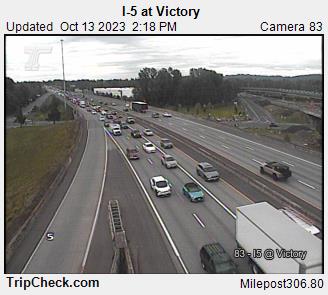 I-5 at Victory
Updated Oct 13 2023 2:18 PM Camera 83
5
83 - I5 @ Victory
TripCheck.com Milepost306.80